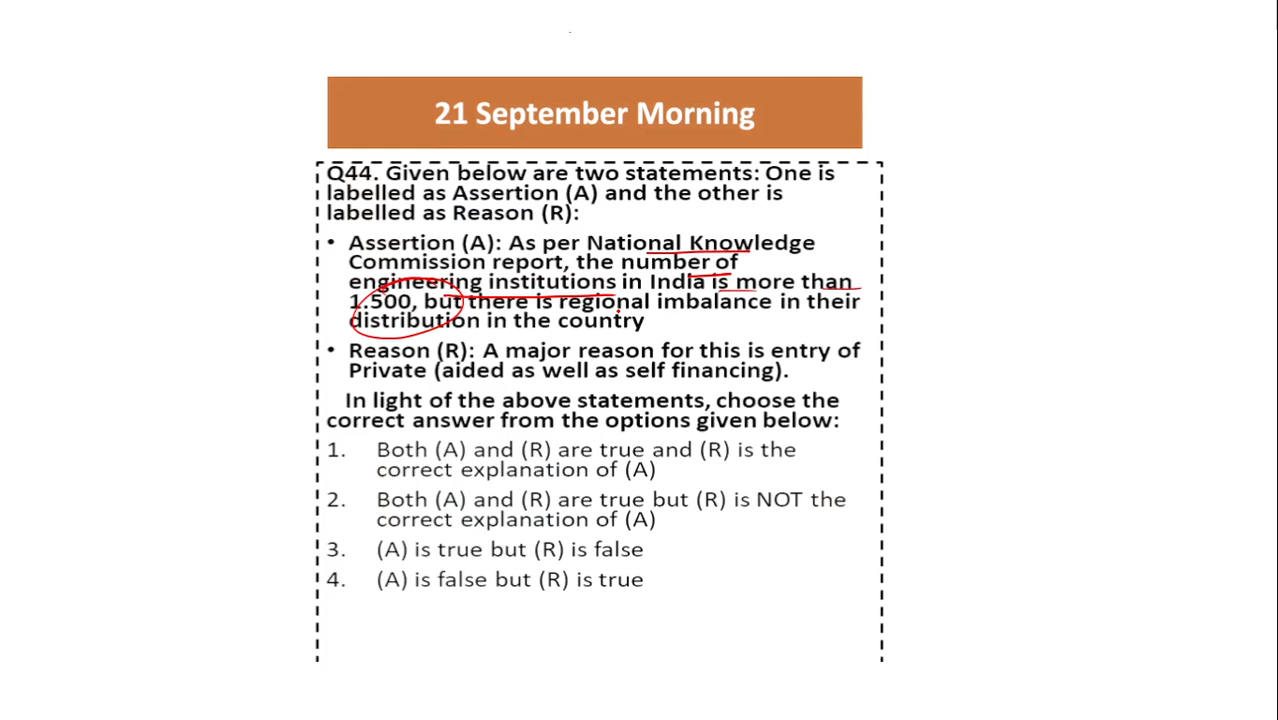 21 September Morning
Q44. Given below are two statements: One is
labelled as Assertion (A) and the other is
labelled as Reason (R):
• Assertion (A): As per National Knowledge
Commission report, the number of
engineering institutions in India is more than
1.500, but there is regional imbalance in their
distribution in the country
• Reason (R): A major reason for this is entry of
Private (aided as well as self financing).
In light of the above statements, choose the
correct answer from the options given below:
1. Both (A) and (R) are true and (R) is the
correct explanation of (A)
2. Both (A) and (R) are true but (R) is NOT the
correct explanation of (A)
3. (A) is true but (R) is false
4. (A) is false but (R) is true